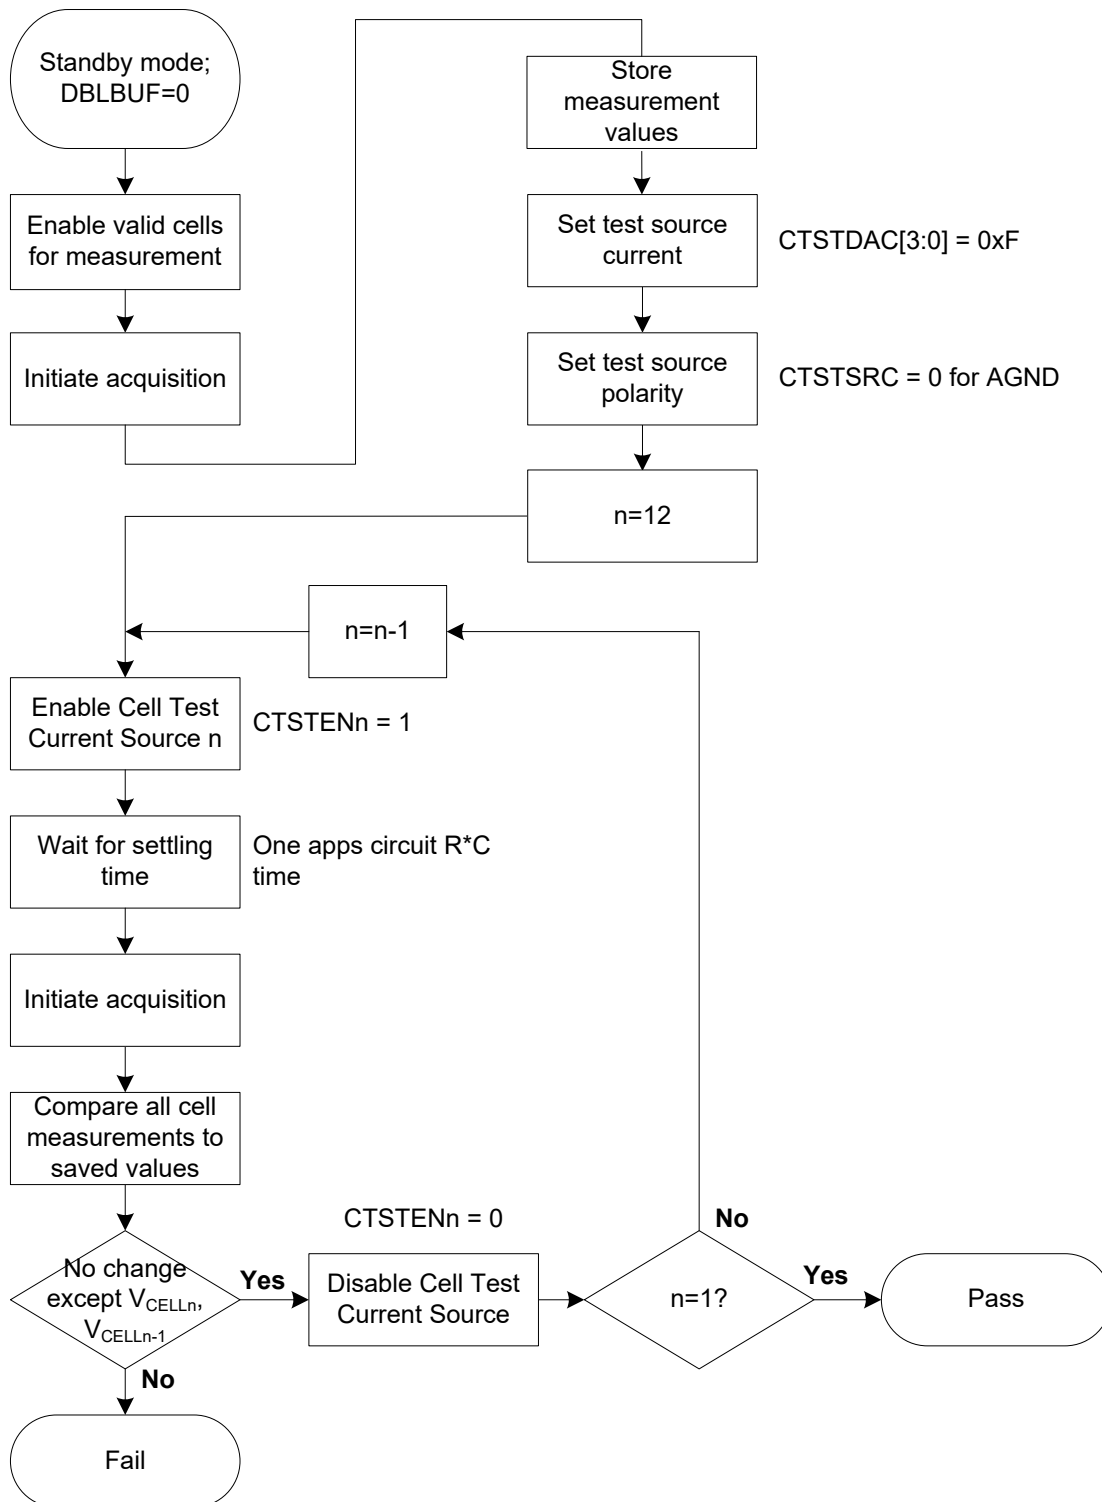 Standby mode;
DBLBUF=0
Enable valid cells
for measurement
Initiate acquisition
Store
measurement
values
Set test source
current
CTSTDAC[3:0] = 0xF
Set test source
polarity
CTSTSRC = 0 for AGND
n=12
n=n-1
Enable Cell Test
Current Source n
CTSTENn = 1
Wait for settling
time
One apps circuit R*C
time
Initiate acquisition
Compare all cell
measurements to
saved values
No change
except VCELLn,
VCELLn-1
Yes
No
Fail
CTSTENn = 0
Disable Cell Test
Current Source
n=1?
No
Yes
Pass